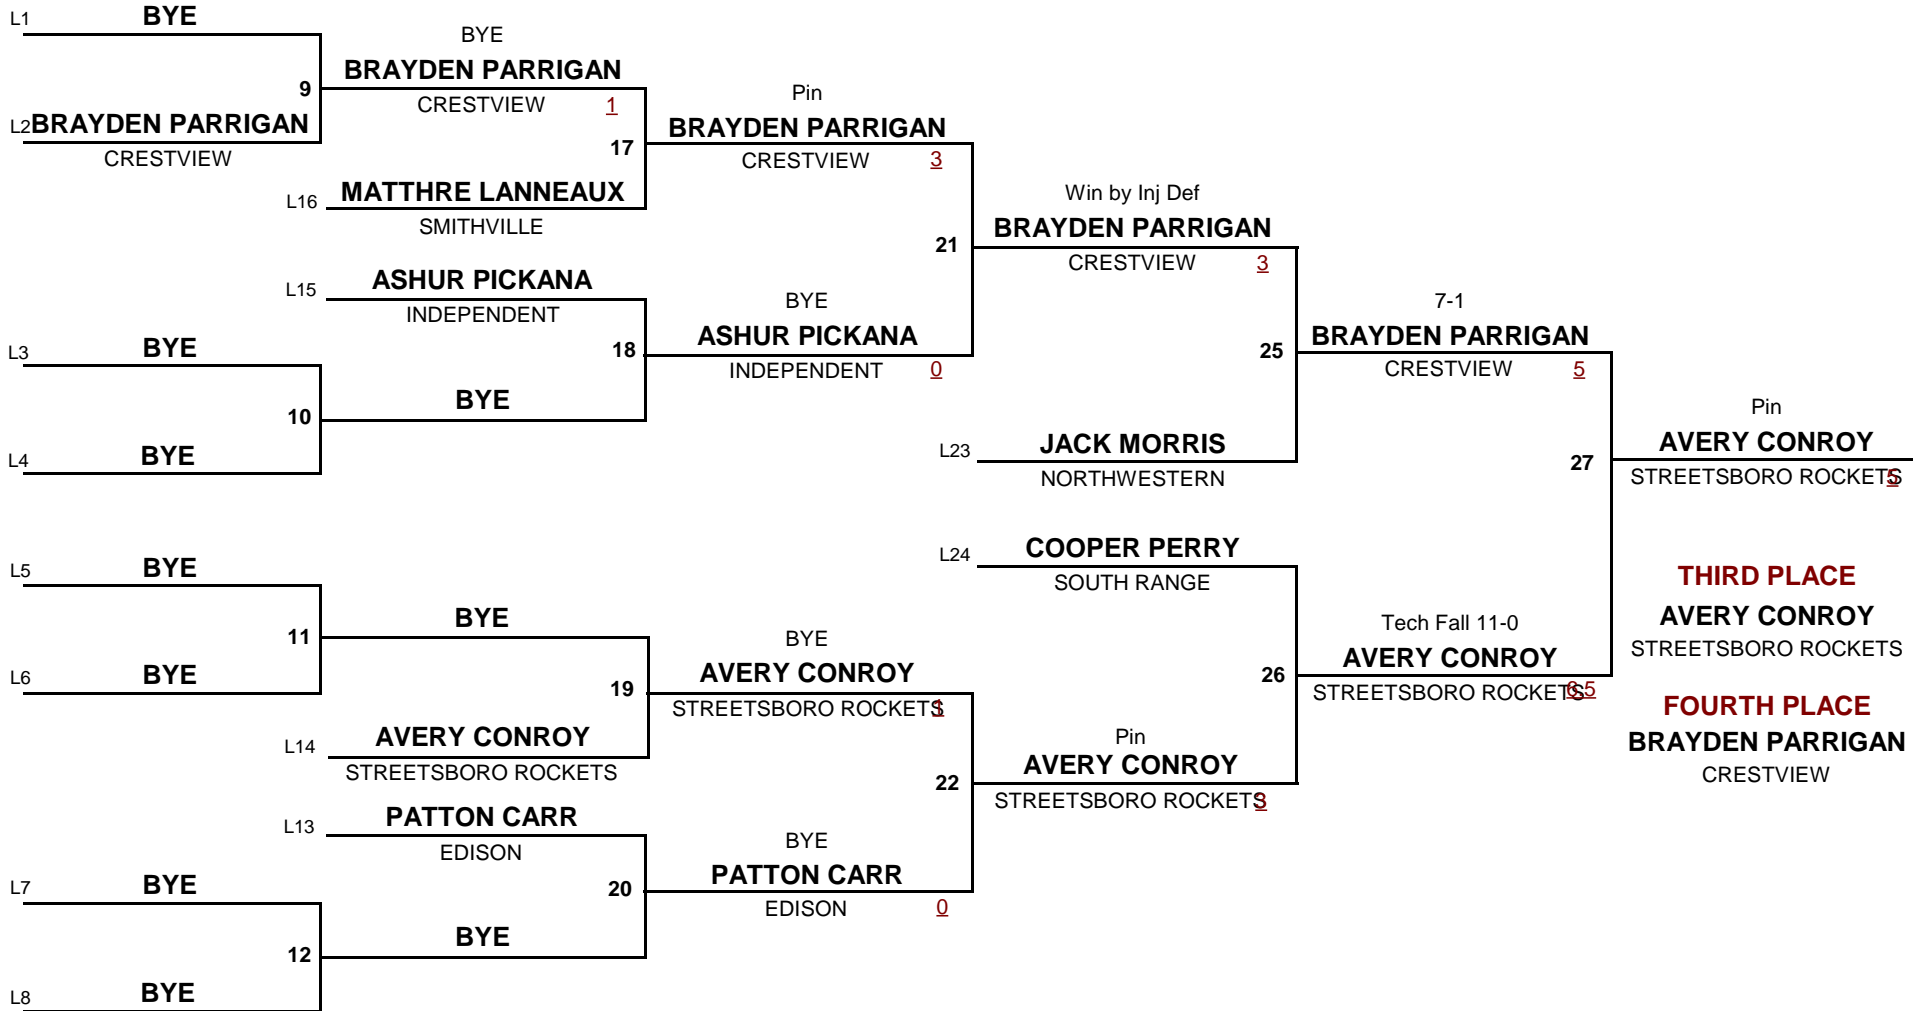 L1 BYE
BYE
BRAYDEN PARRIGAN
9
CRESTVIEW 1
L2 BRAYDEN PARRIGAN
CRESTVIEW
Pin
BRAYDEN PARRIGAN
17
CRESTVIEW 3
L16 MATTHRE LANNEAUX
SMITHVILLE
Win by Inj Def
BRAYDEN PARRIGAN
21
CRESTVIEW 3
L15 ASHUR PICKANA
INDEPENDENT
BYE
ASHUR PICKANA
18
INDEPENDENT 0
L3 BYE
BYE
10
L4 BYE
7-1
BRAYDEN PARRIGAN
25
CRESTVIEW 5
L23 JACK MORRIS
NORTHWESTERN
Pin
AVERY CONROY
27
STREETSBORO ROCKETS 5
L24 COOPER PERRY
SOUTH RANGE
L5 BYE
BYE
11
L6 BYE
BYE
AVERY CONROY
19
STREETSBORO ROCKETS 1
L14 AVERY CONROY
STREETSBORO ROCKETS
Tech Fall 11-0
AVERY CONROY
26
STREETSBORO ROCKETS 6.5
THIRD PLACE
AVERY CONROY
STREETSBORO ROCKETS
FOURTH PLACE
BRAYDEN PARRIGAN
CRESTVIEW
Pin
AVERY CONROY
22
STREETSBORO ROCKETS 3
L13 PATTON CARR
EDISON
BYE
PATTON CARR
20
EDISON 0
L7 BYE
BYE
12
L8 BYE